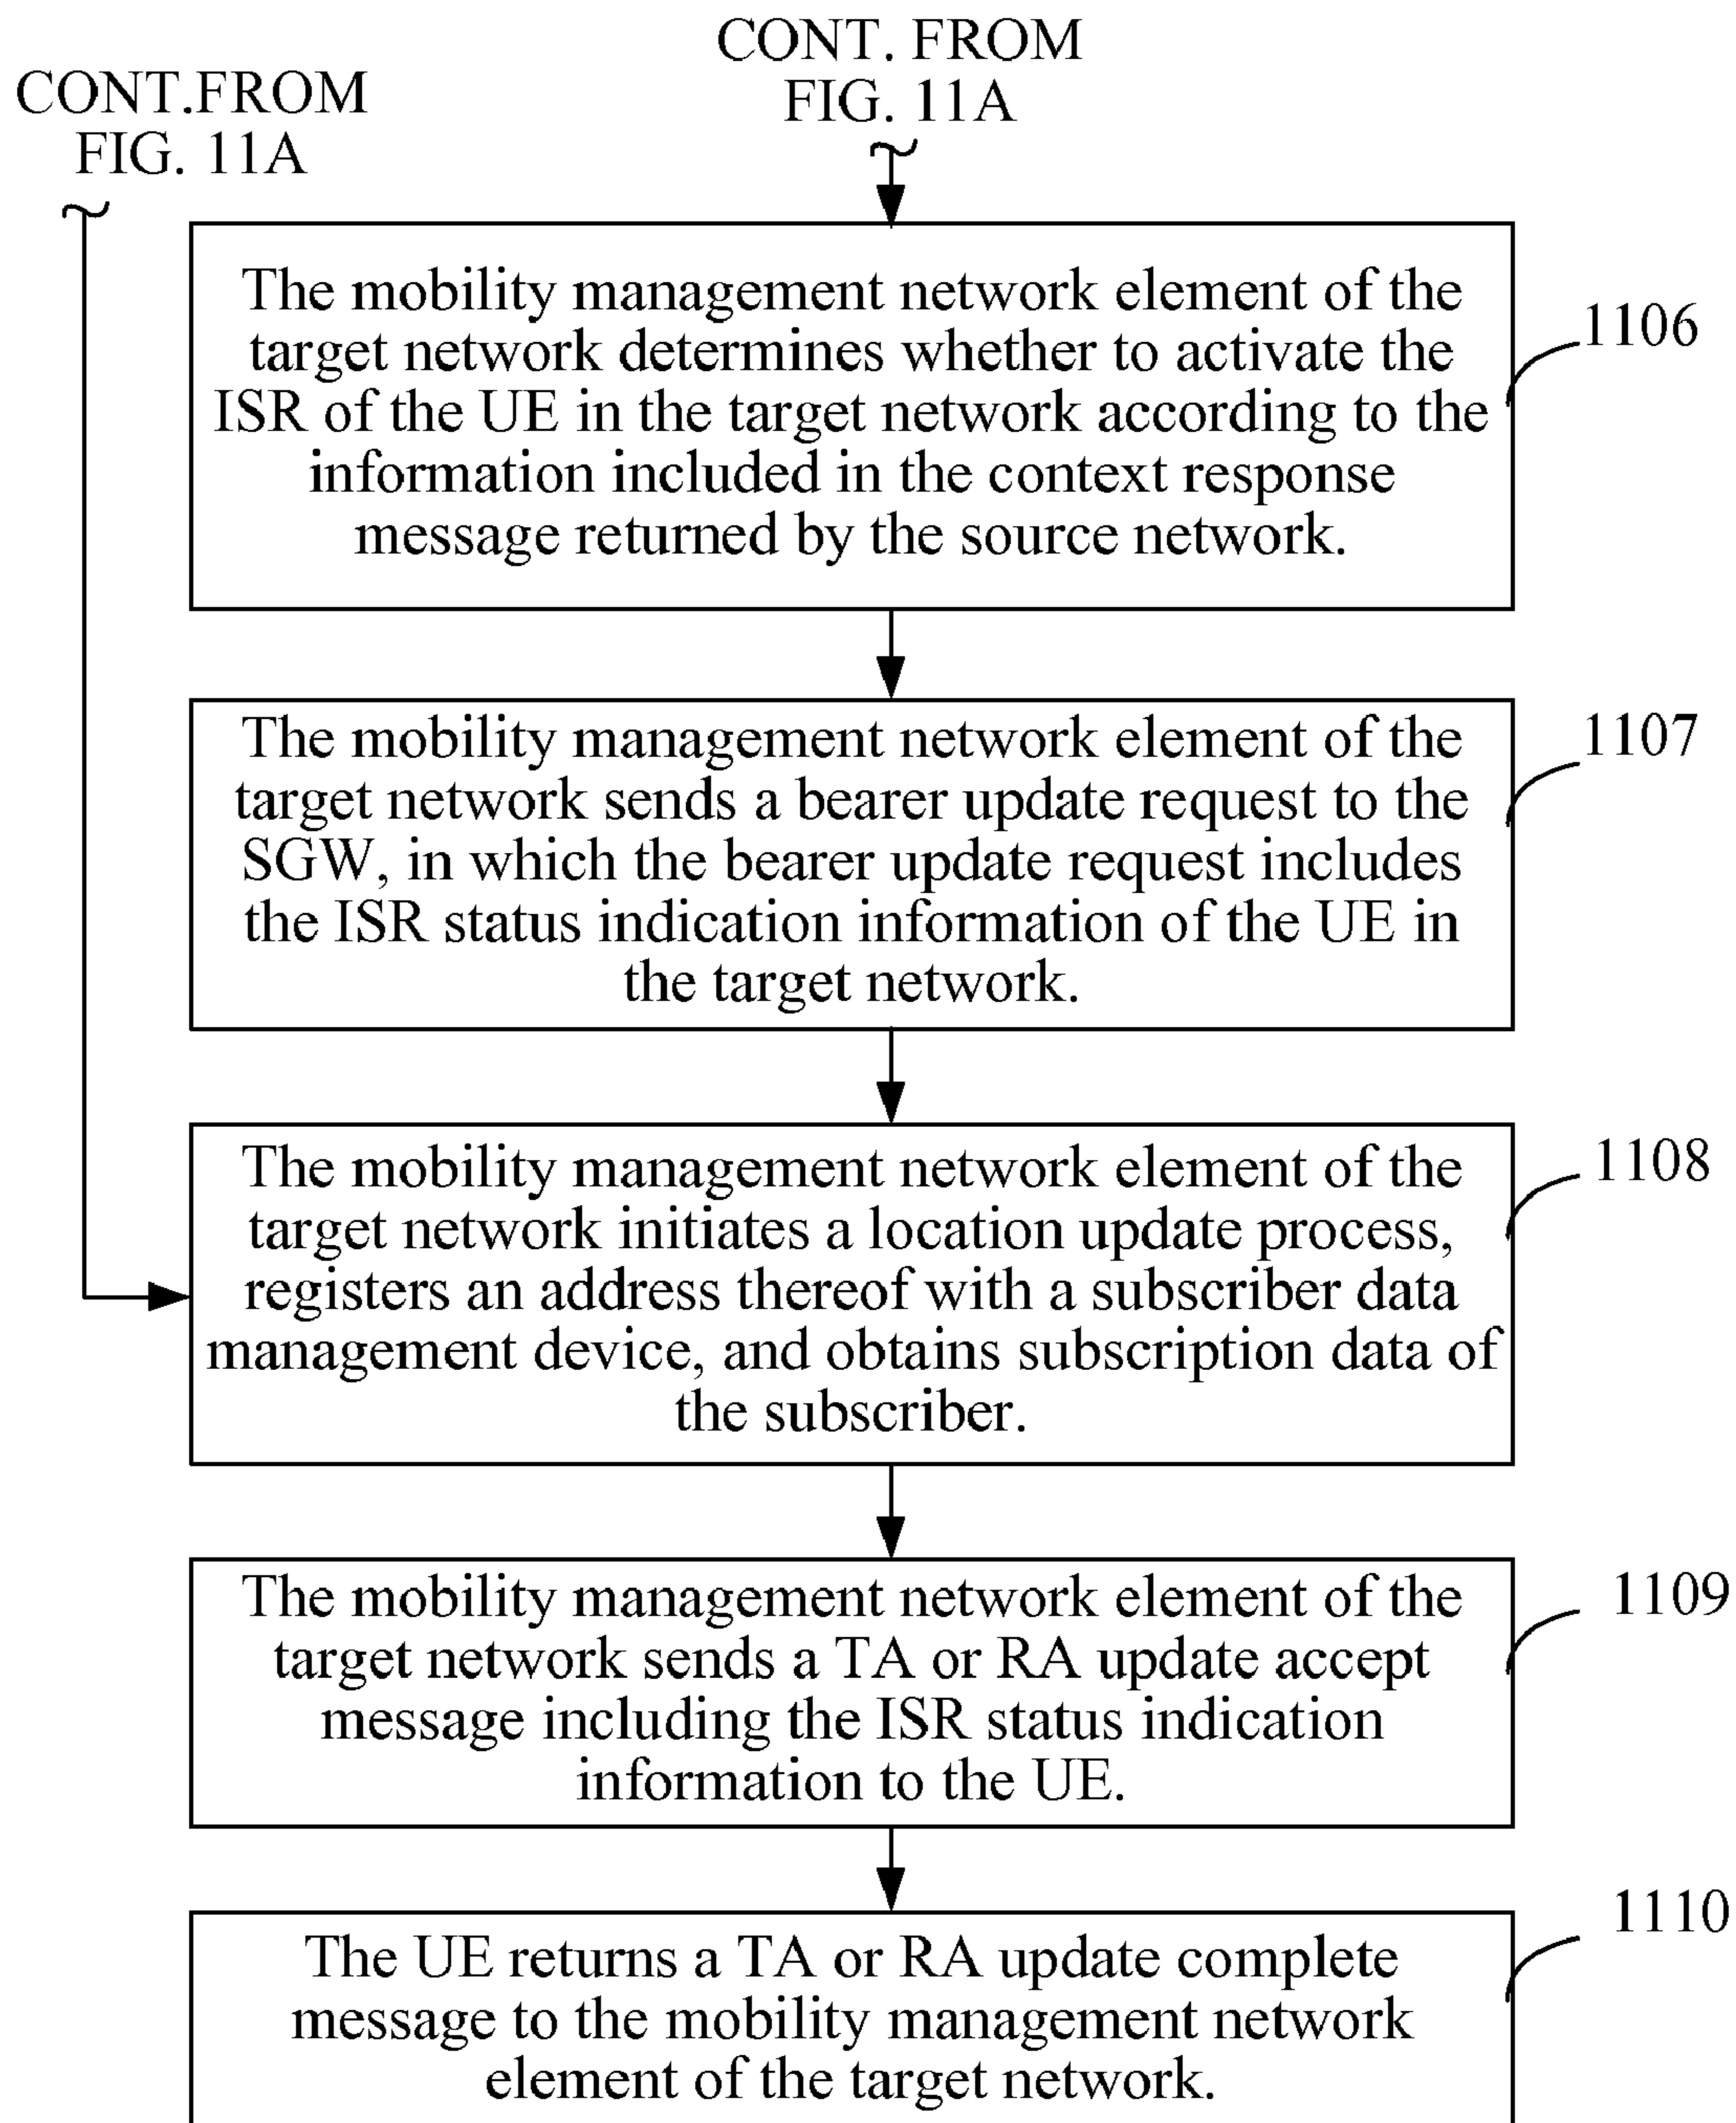 CONT. FROM
FIG. 11A
CONT.FROM
FIG. 11A
The mobility management network element of the
target network determines whether to activate the
ISR of the UE in the target network according to the
information included in the context response
message returned by the source network.
1106
The mobility management network element of the
target network sends a bearer update request to the
SGW, in which the bearer update request includes
the ISR status indication information of the UE in
the target network.
1107
The mobility management network element of the
target network initiates a location update process,
registers an address thereof with a subscriber data
management device, and obtains subscription data of
the subscriber.
1108
The mobility management network element of the
target network sends a TA or RA update accept
message including the ISR status indication
information to the UE.
1109
The UE returns a TA or RA update complete
message to the mobility management network
element of the target network.
1110